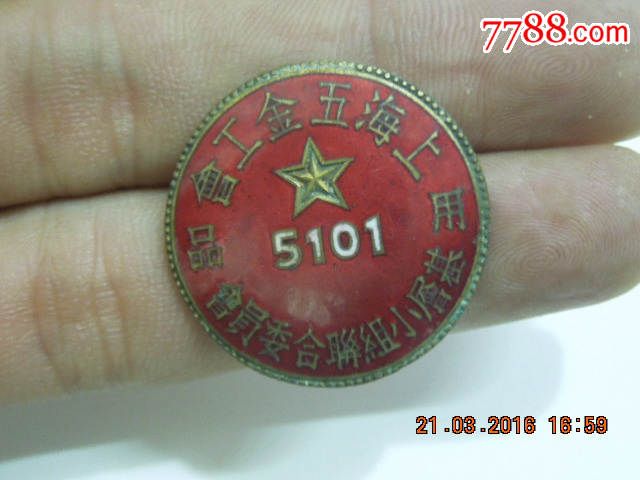 上海五金工會
用品
5101
基層小組聯合委員會
7788.com
21.03.2016 16:59